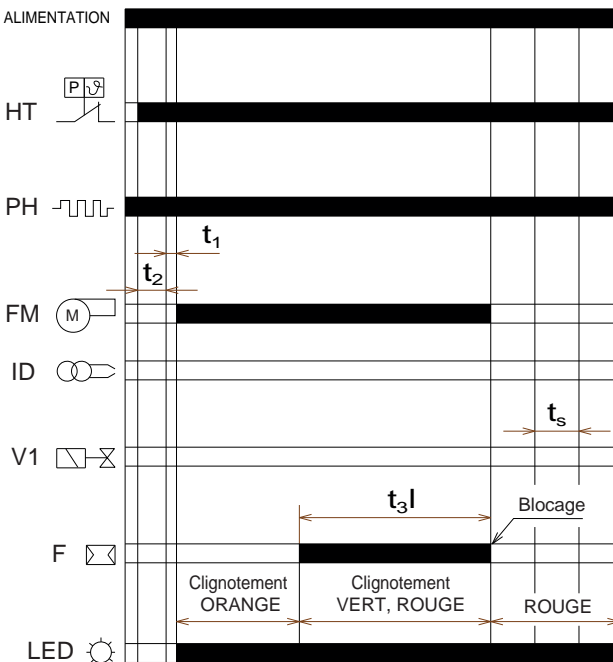 ALIMENTATION
P ϑ
HT
PH
t₁
t₂
FM M
ID
tₛ
V1
t₃l
Blocage
F
Clignotement ORANGE
Clignotement VERT, ROUGE
ROUGE
LED